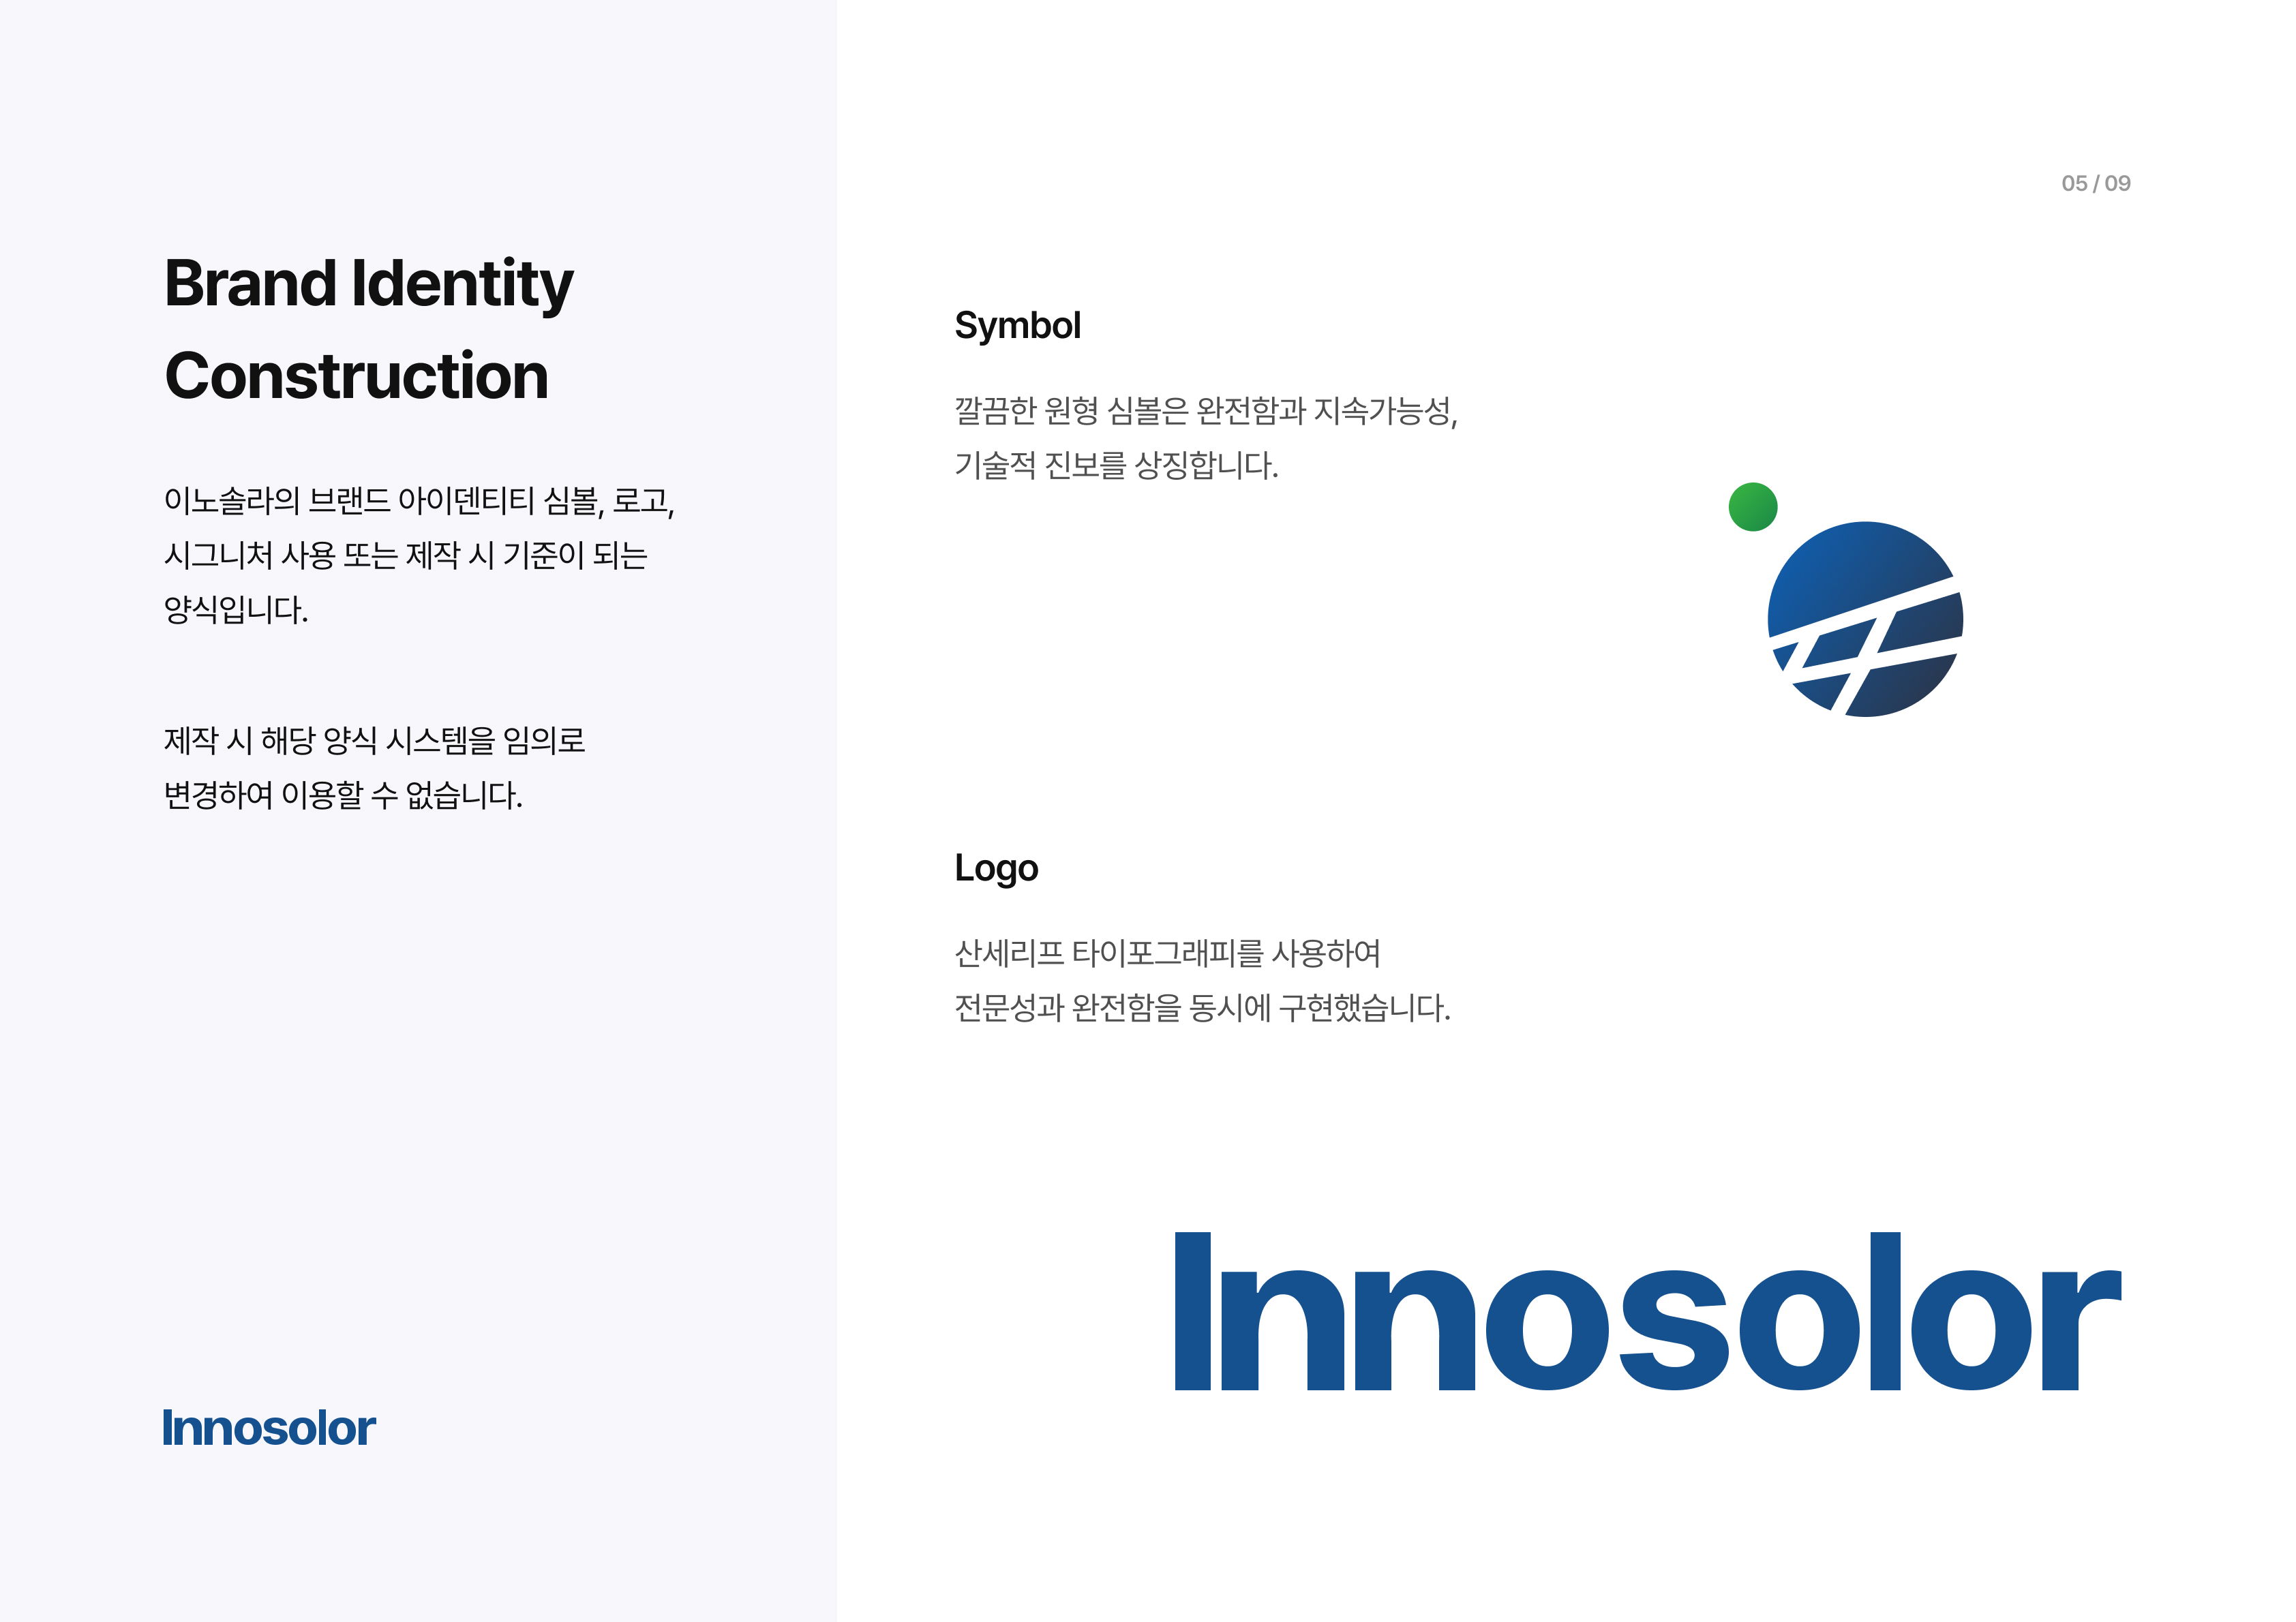 Brand Identity
Construction
이노솔라의 브랜드 아이덴티티 심볼, 로고,
시그니처 사용 또는 제작 시 기준이 되는
양식입니다.
제작 시 해당 양식 시스템을 임의로
변경하여 이용할 수 없습니다.
Innosolor
05 / 09
Symbol
깔끔한 원형 심볼은 완전함과 지속가능성,
기술적 진보를 상징합니다.
Logo
산세리프 타이포그래피를 사용하여
전문성과 완전함을 동시에 구현했습니다.
Innosolor